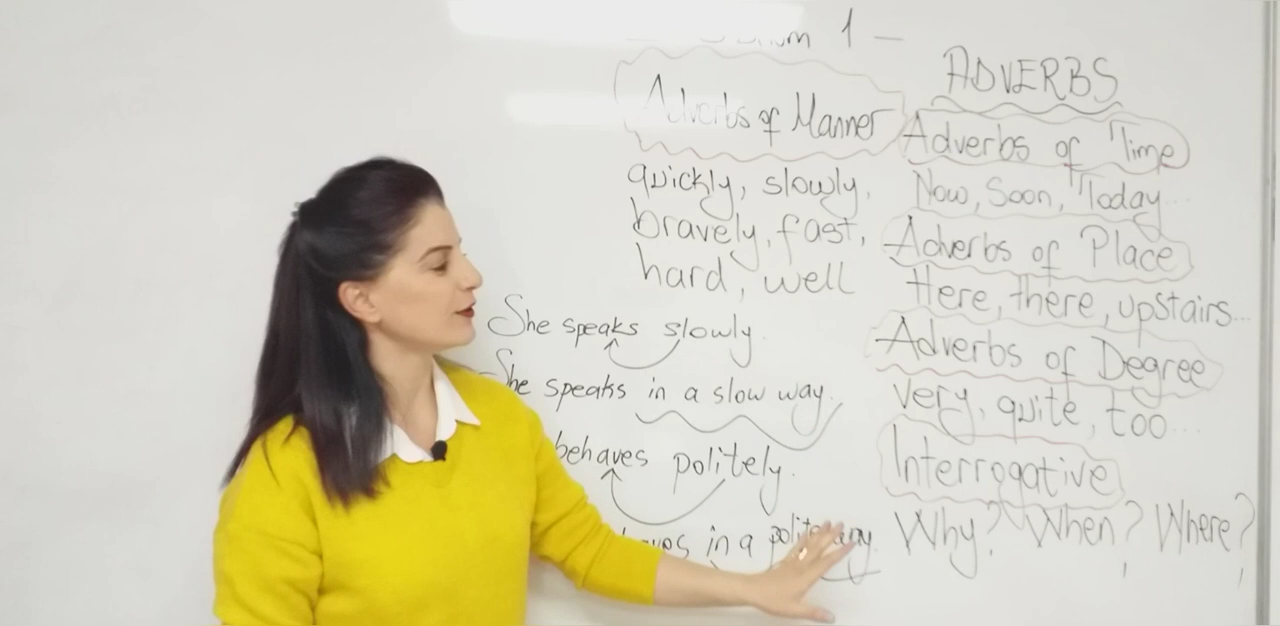 1 –
ADVERBS
Adverbs of Manner
quickly, slowly,
bravely, fast,
hard, well
She speaks slowly.
She speaks in a slow way.
behaves politely.
in a polite way.
Adverbs of Time
Now, Soon, Today...
Adverbs of Place
Here, there, upstairs...
Adverbs of Degree
very, quite, too...
Interrogative
Why? When? Where?